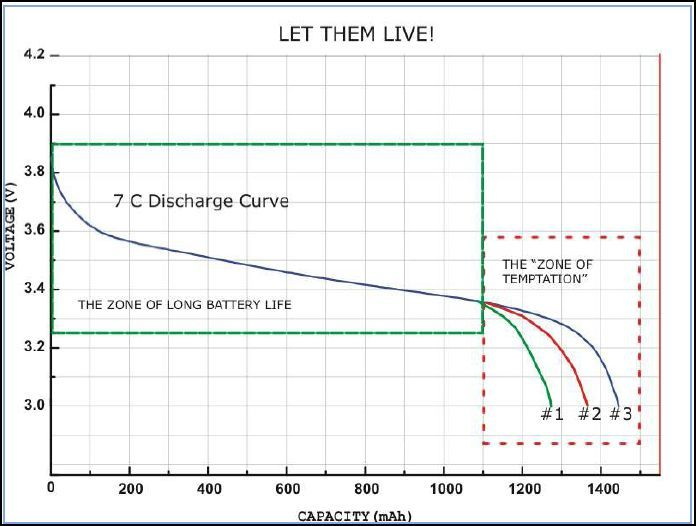 LET THEM LIVE!
4.2
4.0
3.8
3.6
3.4
3.2
3.0
VOLTAGE (V)
7 C Discharge Curve
THE ZONE OF LONG BATTERY LIFE
THE “ZONE OF
TEMPTATION”
#1 #2 #3
0 200 400 600 800 1000 1200 1400
CAPACITY (mAh)